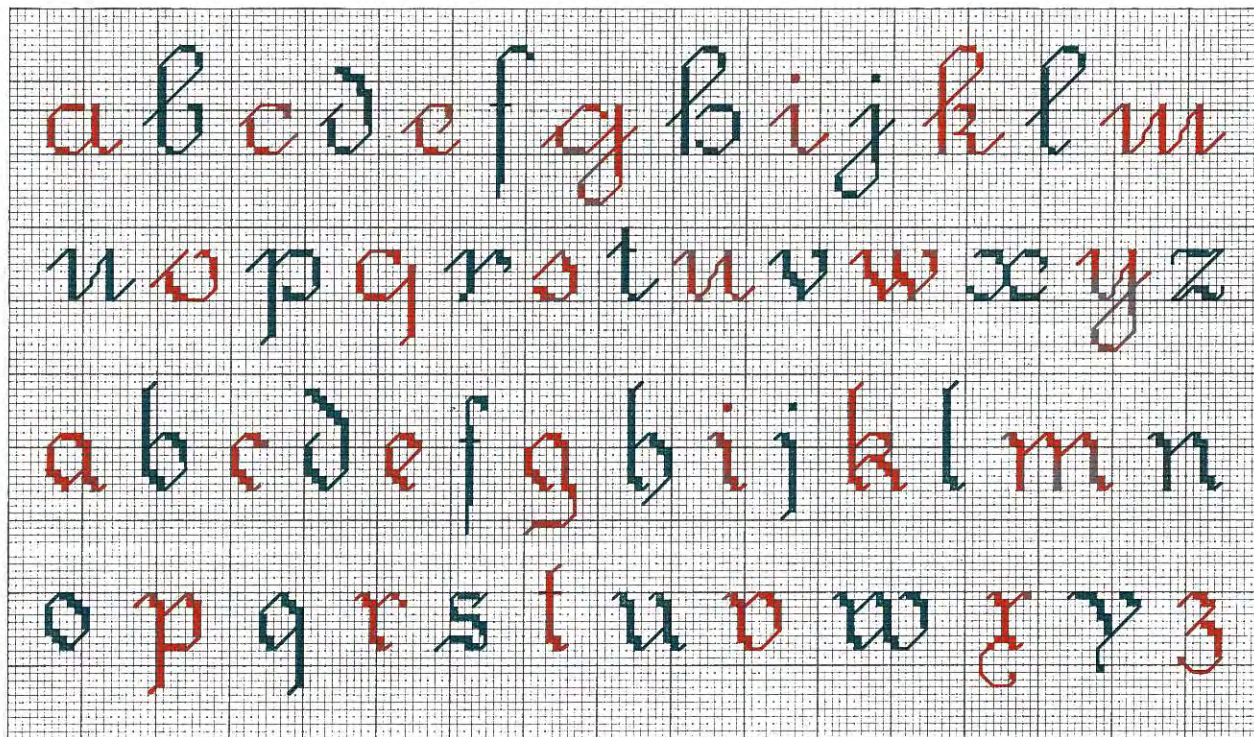 a b c d e f g h i j k l m
n o p q r s t u v w x y z
a b c d e f g h i j k l m n
o p q r s t u v w x y z